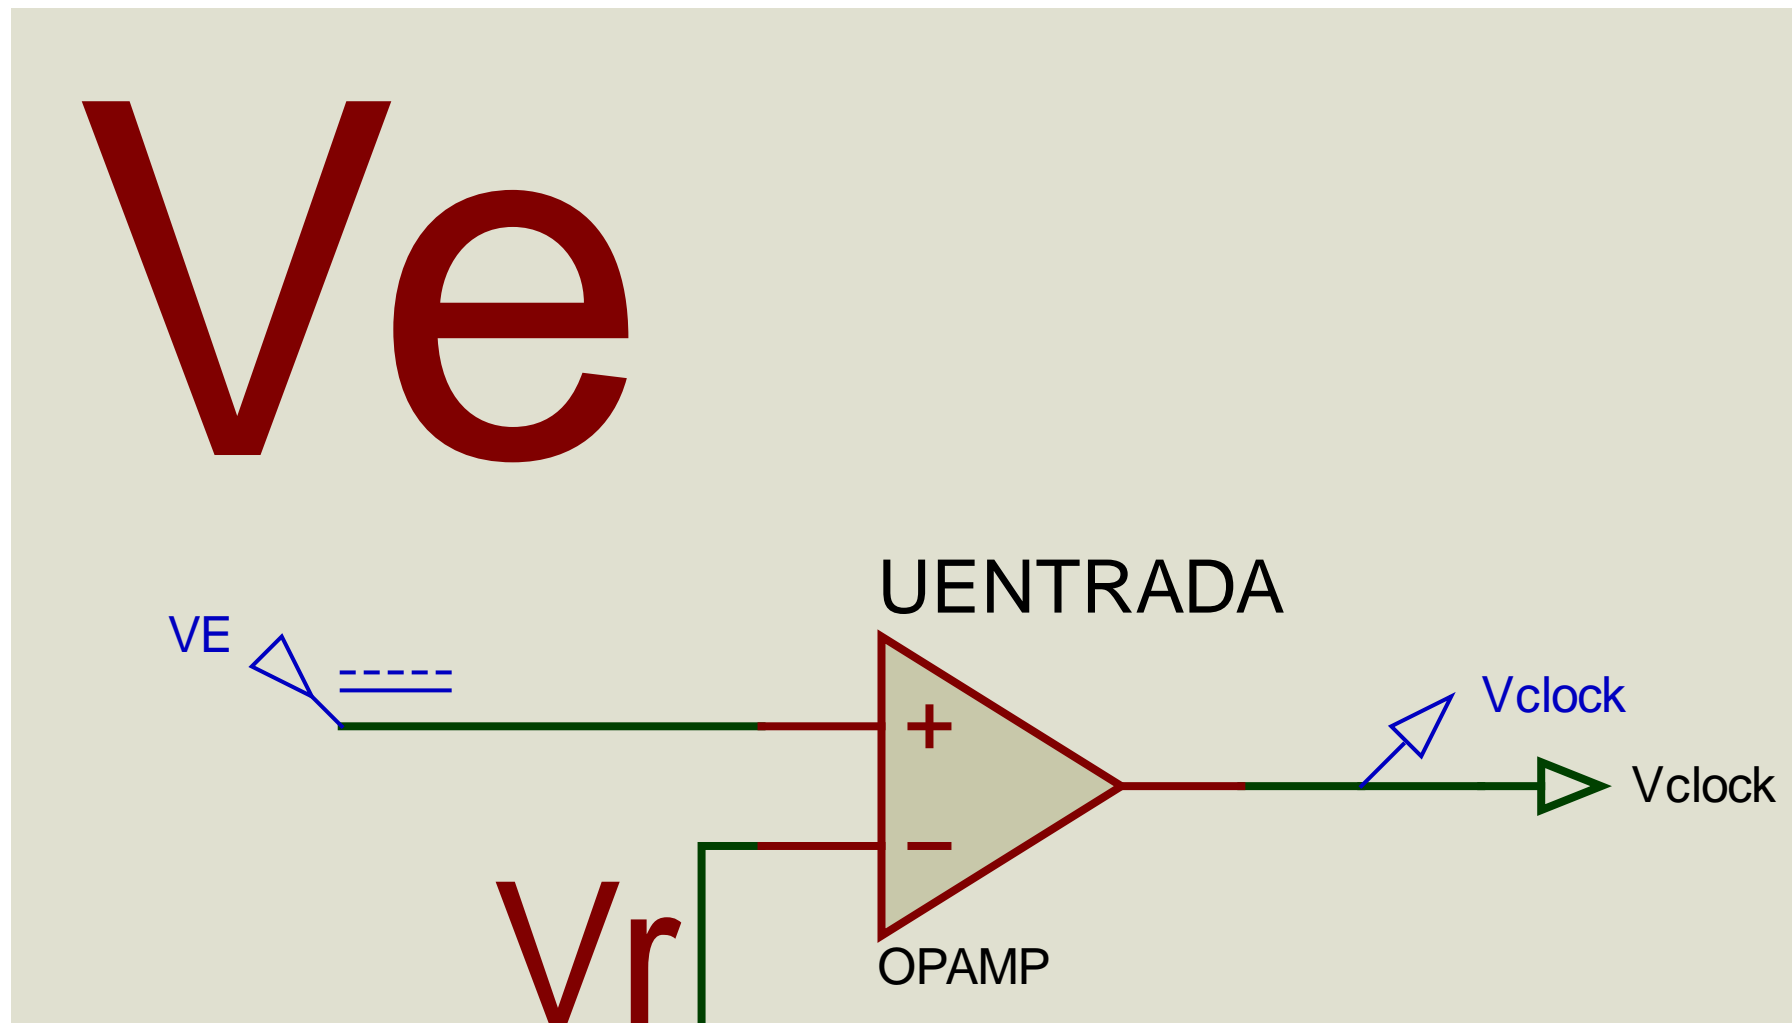 Ve
UENTRADA
VE
Vclock
Vclock
Vr
OPAMP